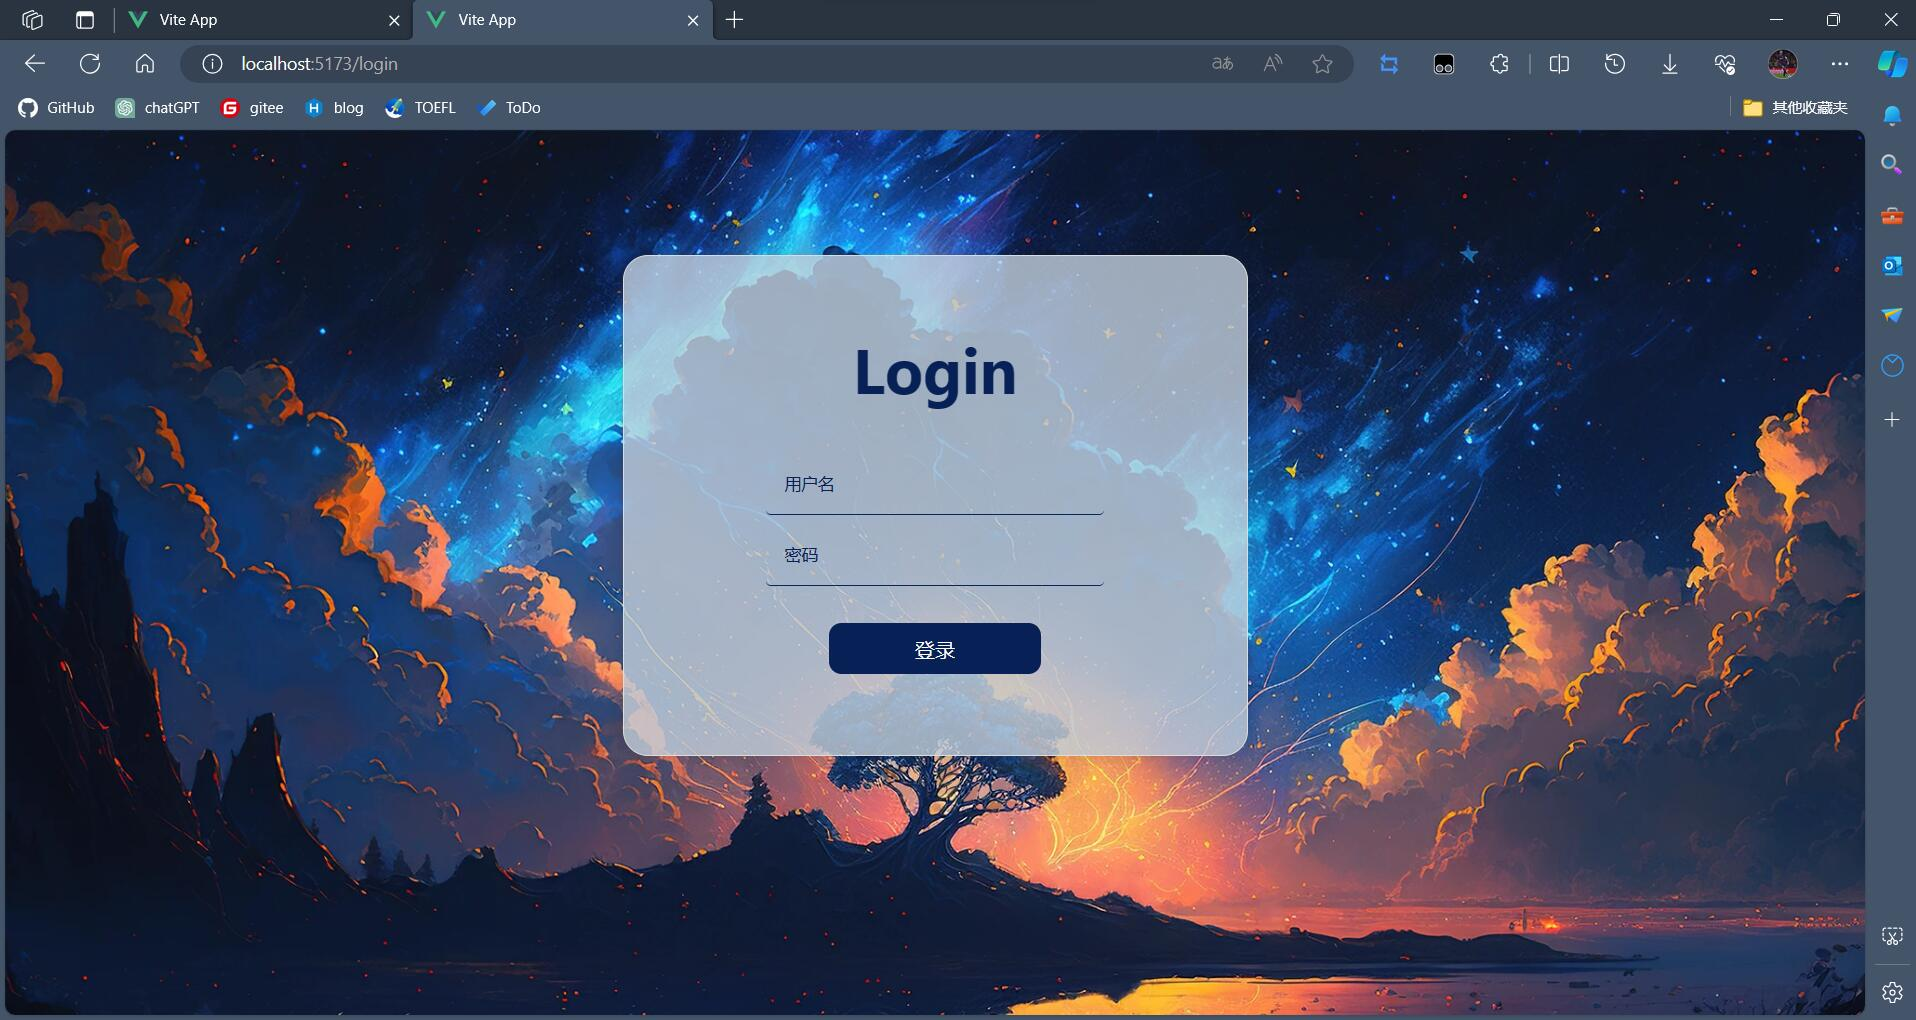 Vite App
Vite App
localhost:5173/login
GitHub
chatGPT
gitee
blog
TOEFL
ToDo
其他收藏夹
Login
用户名
密码
登录